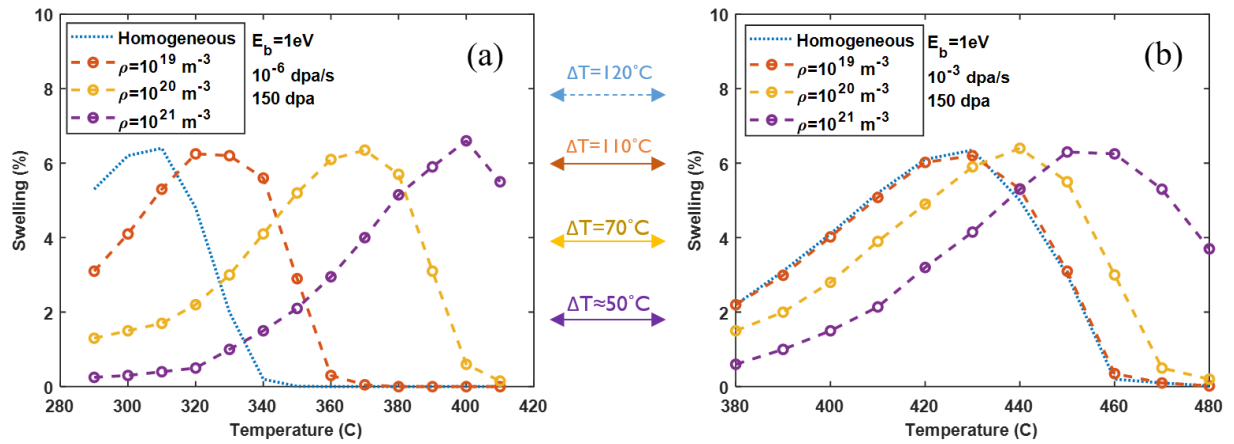 (a)
Homogeneous
ρ=10^19 m^-3
ρ=10^20 m^-3
ρ=10^21 m^-3
E_b=1eV
10^-6 dpa/s
150 dpa
Swelling (%)
10
8
6
4
2
0
280 300 320 340 360 380 400 420
Temperature (C)
ΔT=120°C
ΔT=110°C
ΔT=70°C
ΔT≈50°C
(b)
Homogeneous
ρ=10^19 m^-3
ρ=10^20 m^-3
ρ=10^21 m^-3
E_b=1eV
10^-3 dpa/s
150 dpa
Swelling (%)
10
8
6
4
2
0
380 400 420 440 460 480
Temperature (C)